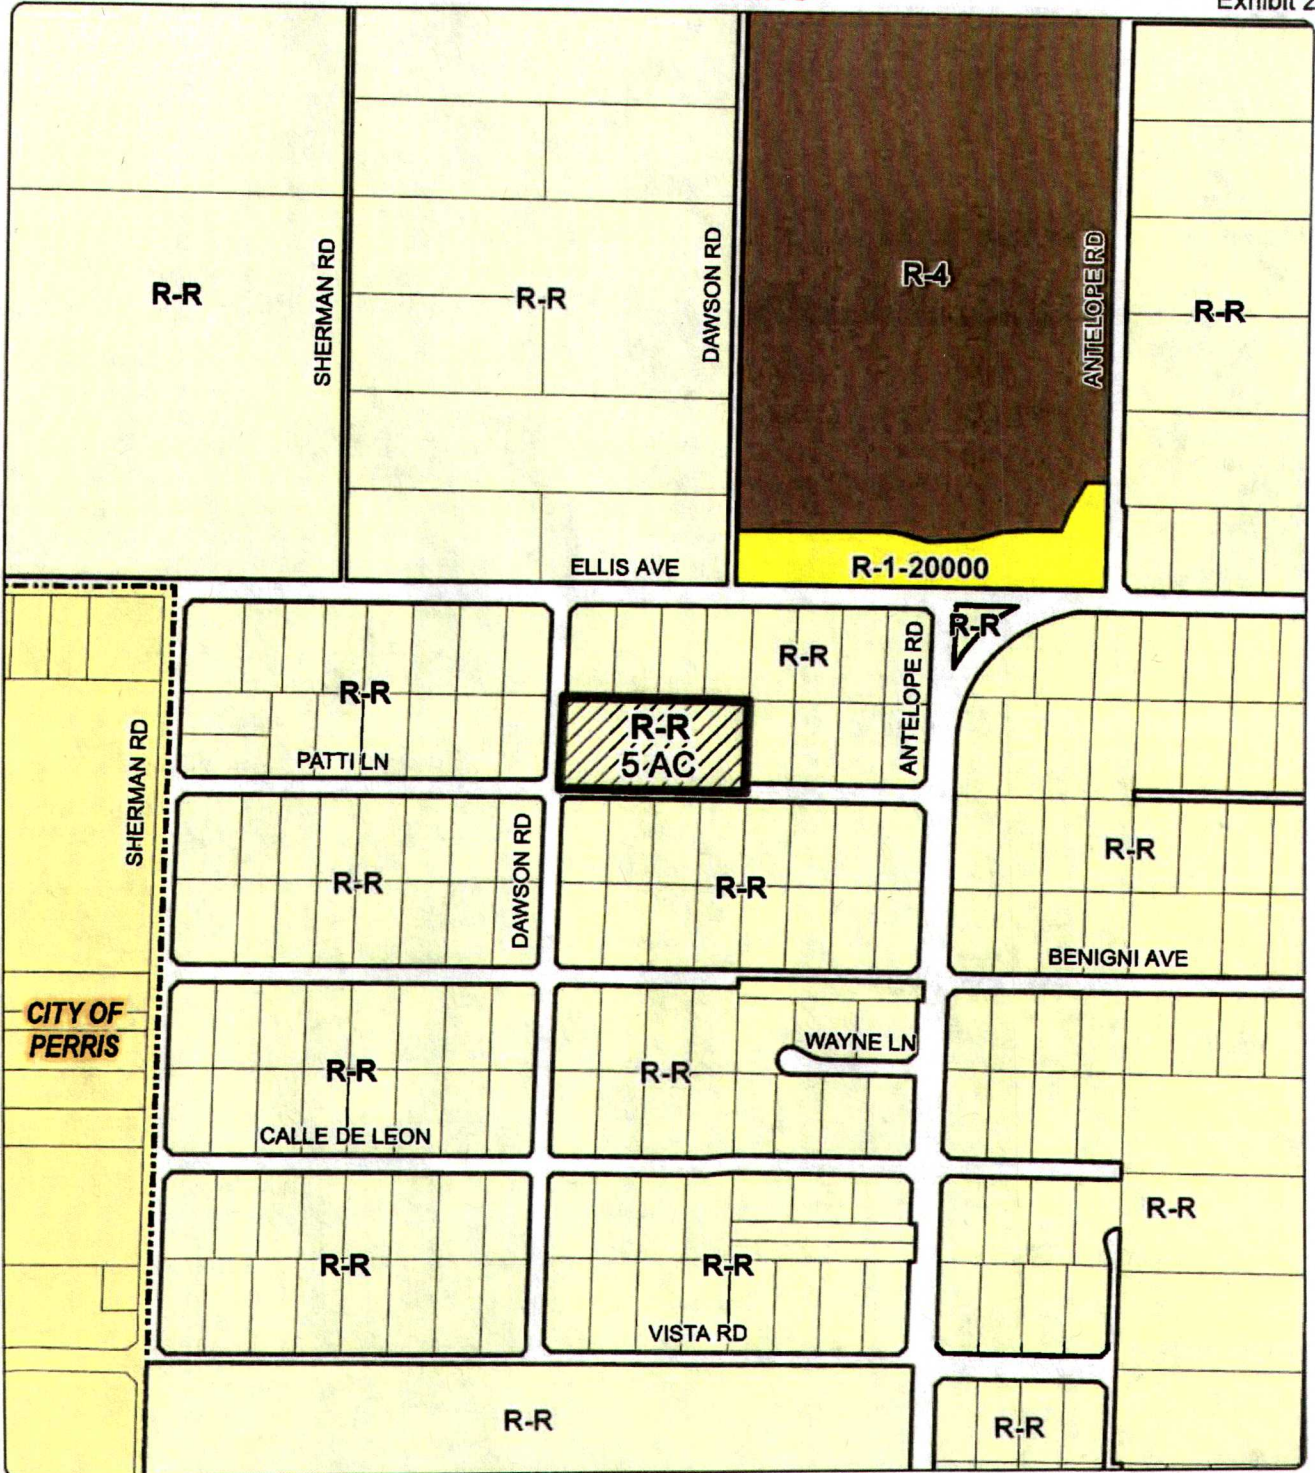 Exhibit 2
R-R
SHERMAN RD
R-R
DAWSON RD
R-4
ANTELOPE RD
R-R
ELLIS AVE
R-1-20000
R-R
R-R
ANTELOPE RD
R-R
SHERMAN RD
PATTI LN
R-R
5 AC
DAWSON RD
R-R
R-R
R-R
BENIGNI AVE
CITY OF
PERRIS
R-R
R-R
WAYNE LN
CALLE DE LEON
R-R
R-R
R-R
VISTA RD
R-R
R-R